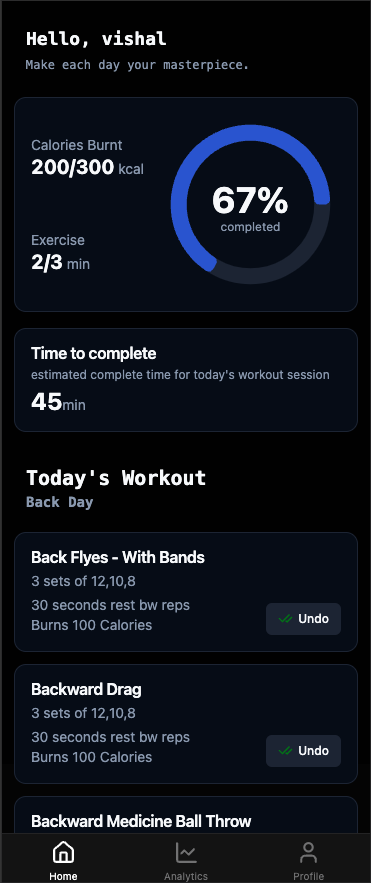 Hello, vishal
Make each day your masterpiece.
Calories Burnt
200/300 kcal
Exercise
2/3 min
67%
completed
Time to complete
estimated complete time for today's workout session
45min
Today's Workout
Back Day
Back Flyes - With Bands
3 sets of 12,10,8
30 seconds rest bw reps
Burns 100 Calories
Undo
Backward Drag
3 sets of 12,10,8
30 seconds rest bw reps
Burns 100 Calories
Undo
Backward Medicine Ball Throw
Home
Analytics
Profile